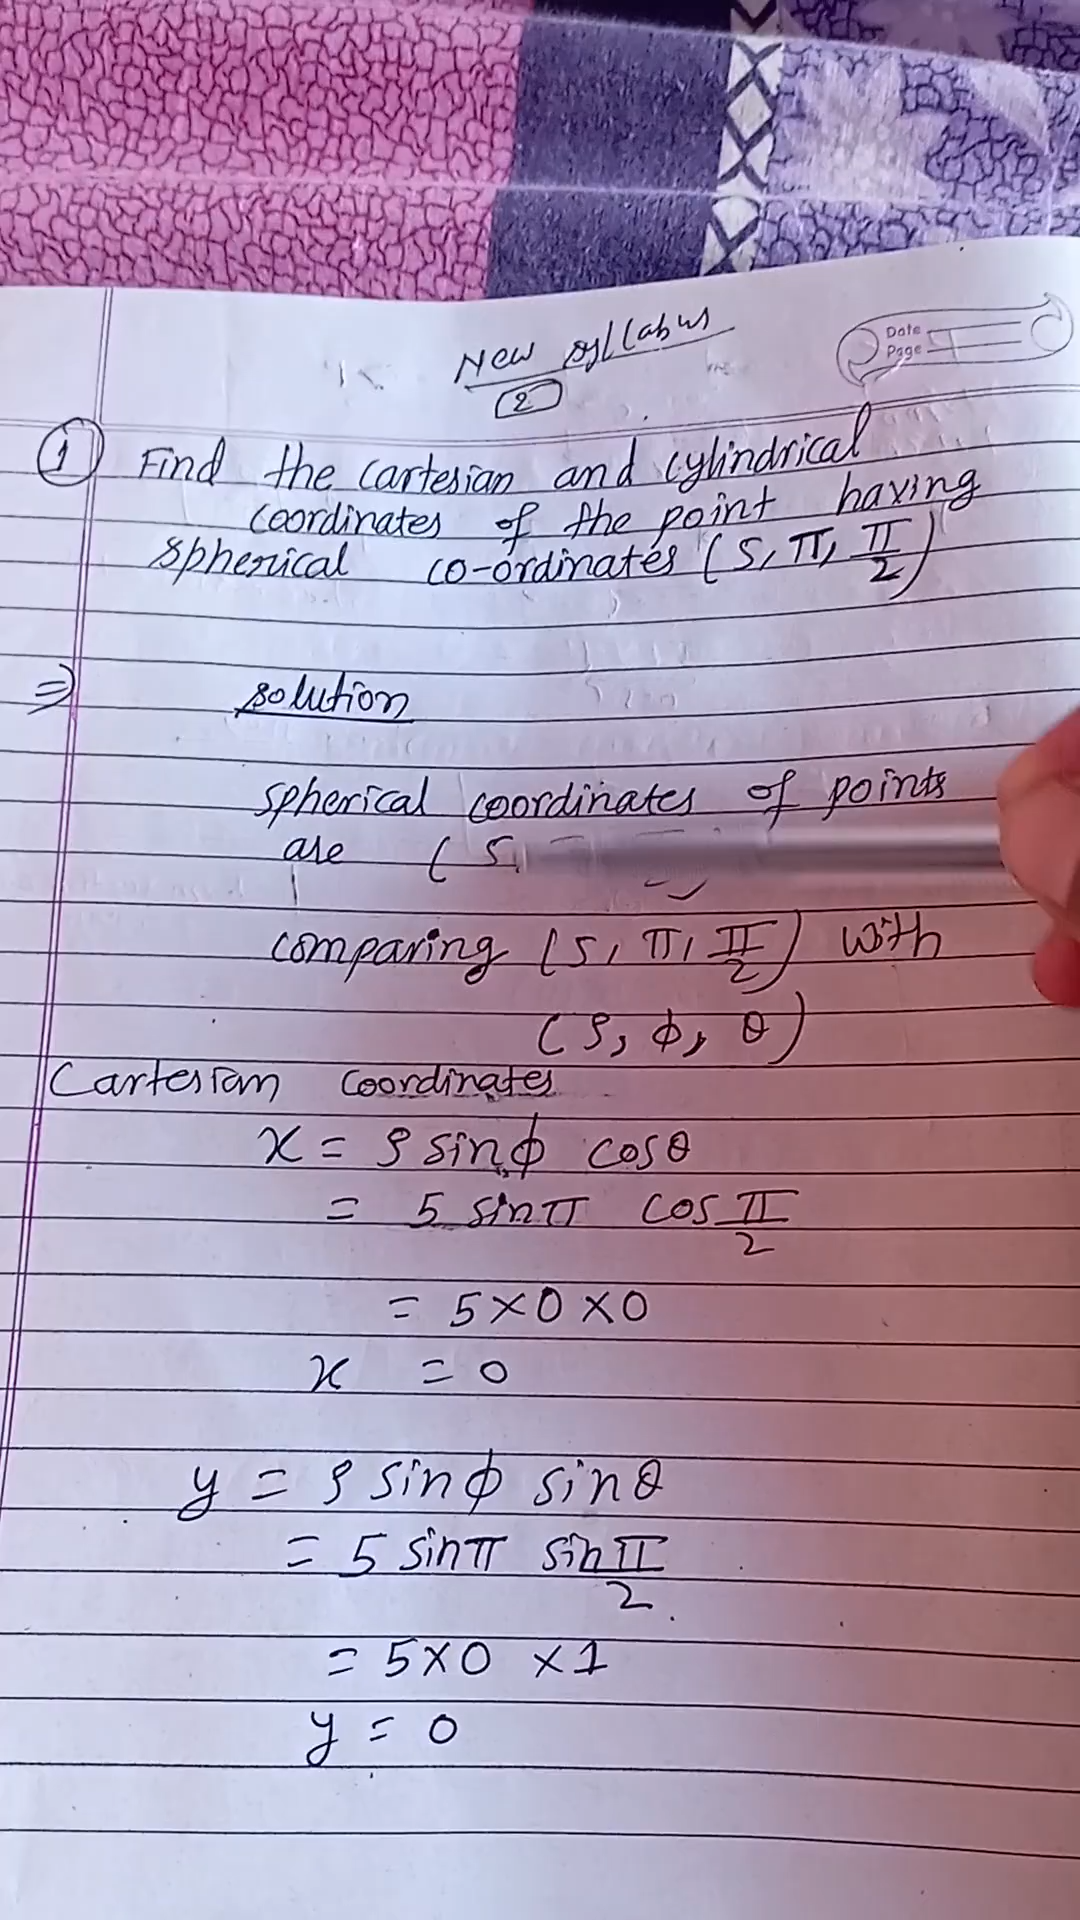 New syllabus
2
Date
Page
1 Find the cartesian and cylindrical
coordinates of the point having
spherical co-ordinates (5, π, π/2)
⇒ solution
spherical coordinates of points
are (5,
comparing (5, π, π/2) with
(ρ, ϕ, θ)
Cartesian coordinates
x = ρ sinϕ cosθ
= 5 sinπ cos π/2
= 5×0×0
x = 0
y = ρ sinϕ sinθ
= 5 sinπ sin π/2
= 5×0 ×1
y = 0